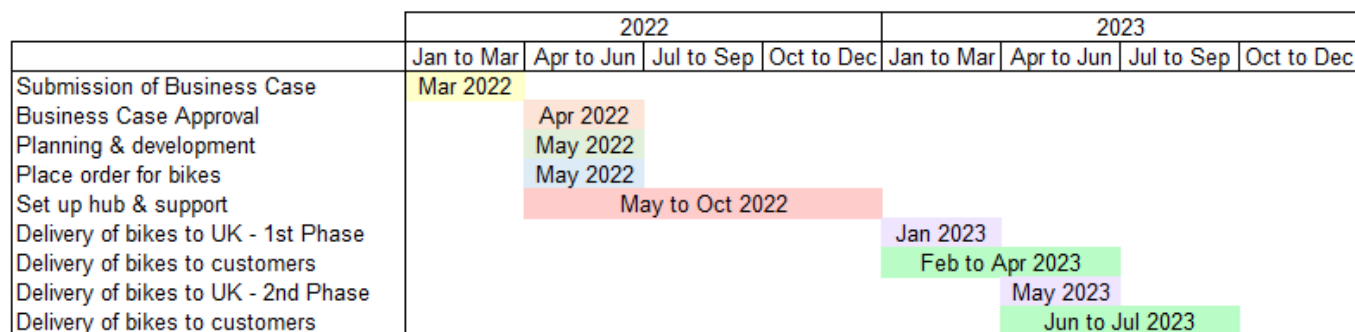 2022 2023
Jan to Mar Apr to Jun Jul to Sep Oct to Dec Jan to Mar Apr to Jun Jul to Sep Oct to Dec
Submission of Business Case Mar 2022
Business Case Approval Apr 2022
Planning & development May 2022
Place order for bikes May 2022
Set up hub & support May to Oct 2022
Delivery of bikes to UK - 1st Phase Jan 2023
Delivery of bikes to customers Feb to Apr 2023
Delivery of bikes to UK - 2nd Phase May 2023
Delivery of bikes to customers Jun to Jul 2023